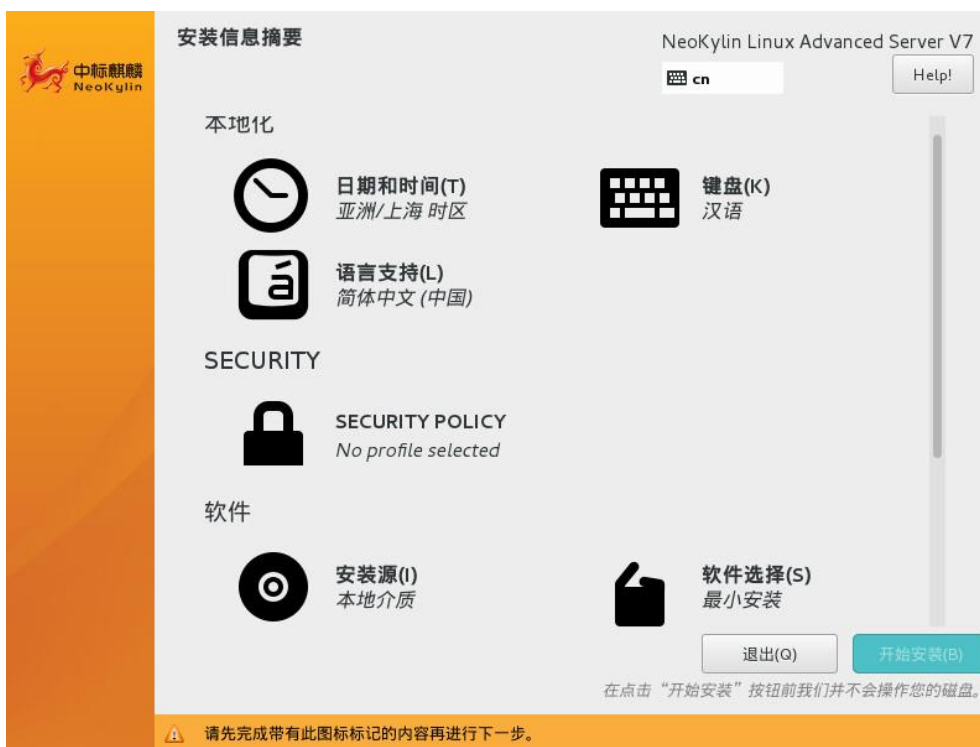 中标麒麟
NeoKylin
安装信息摘要
NeoKylin Linux Advanced Server V7
cn
Help!
本地化
日期和时间(T)
亚洲/上海 时区
键盘(K)
汉语
á
语言支持(L)
简体中文 (中国)
SECURITY
SECURITY POLICY
No profile selected
软件
安装源(I)
本地介质
软件选择(S)
最小安装
退出(Q)
开始安装(B)
在点击“开始安装”按钮前我们并不会操作您的磁盘。
请先完成带有此图标标记的内容再进行下一步。